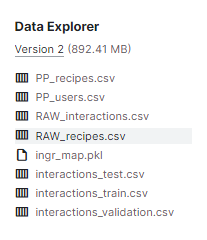 Data Explorer
Version 2 (892.41 MB)
PP_recipes.csv
PP_users.csv
RAW_interactions.csv
RAW_recipes.csv
ingr_map.pkl
interactions_test.csv
interactions_train.csv
interactions_validation.csv